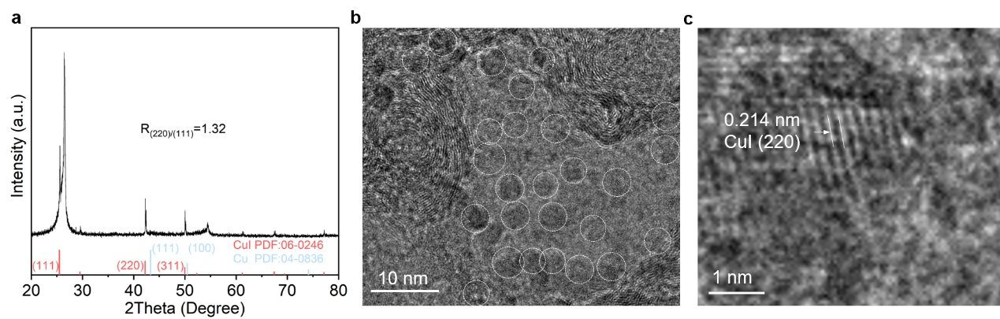 a
Intensity (a.u.)
R(220)/(111)=1.32
(111) (100)
CuI PDF:06-0246
Cu PDF:04-0836
(111)
(220)
(311)
20 30 40 50 60 70 80
2Theta (Degree)
b
10 nm
c
0.214 nm
CuI (220)
1 nm